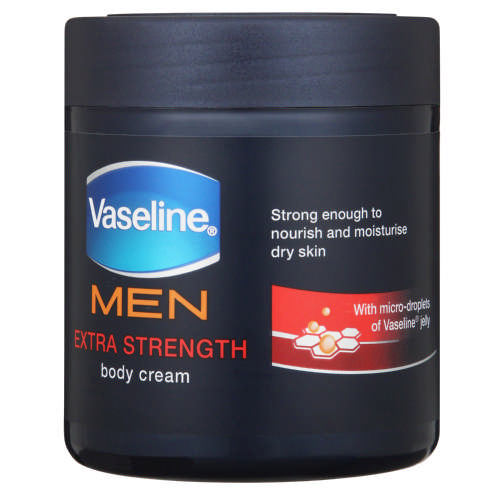 Vaseline®
MEN
EXTRA STRENGTH
body cream
Strong enough to
nourish and moisturise
dry skin
With micro-droplets
of Vaseline® jelly